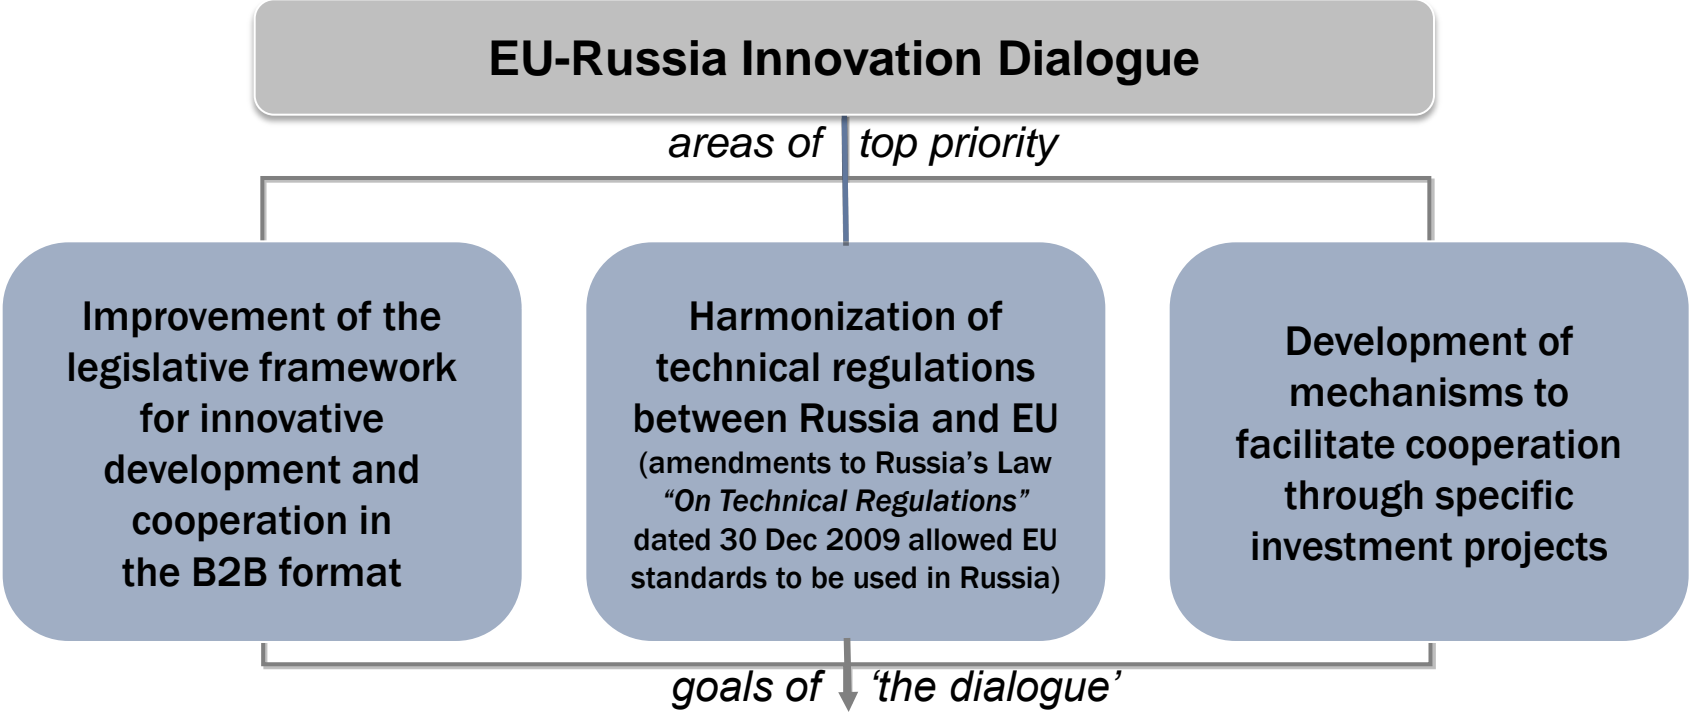 EU-Russia Innovation Dialogue
areas of top priority
Improvement of the
legislative framework
for innovative
development and
cooperation in
the B2B format
Harmonization of
technical regulations
between Russia and EU
(amendments to Russia’s Law
“On Technical Regulations”
dated 30 Dec 2009 allowed EU
standards to be used in Russia)
Development of
mechanisms to
facilitate cooperation
through specific
investment projects
goals of ‘the dialogue’